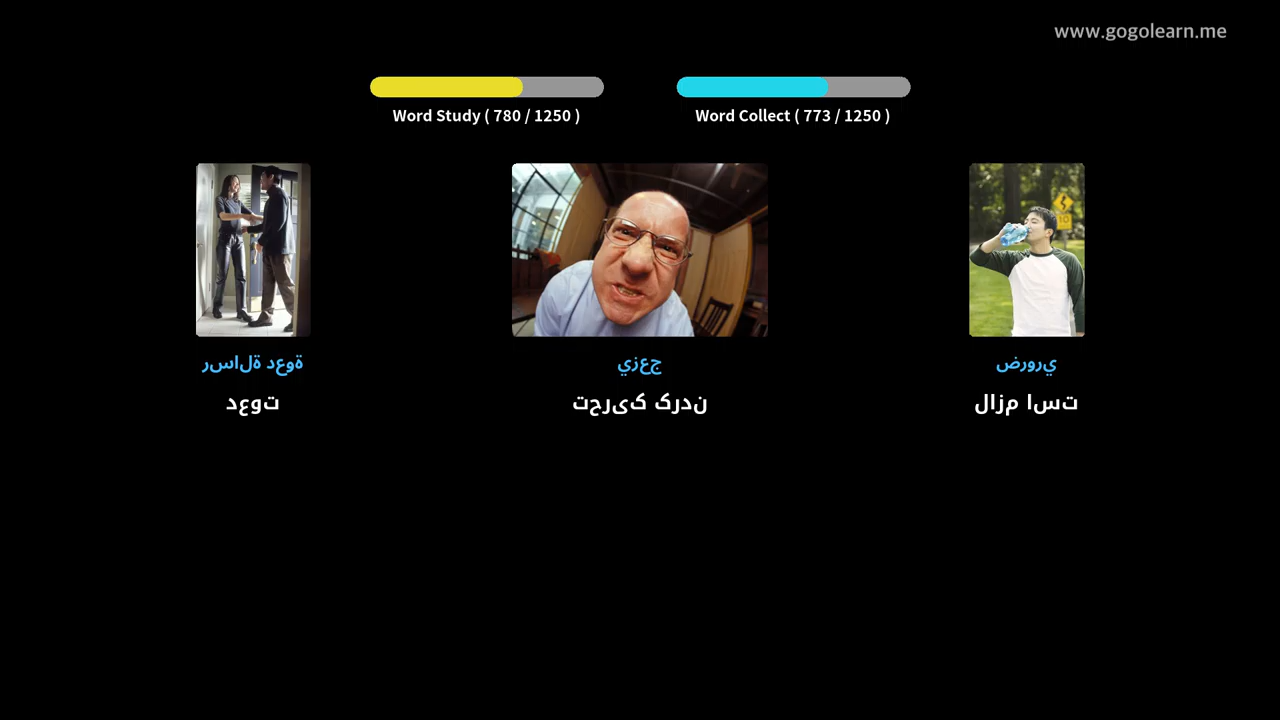 www.gogolearn.me
Word Study ( 780 / 1250 )
Word Collect ( 773 / 1250 )
ةوعد ةلاسر
توعد
جعزي
ندرک کیرحت
يرورض
تسا مزال